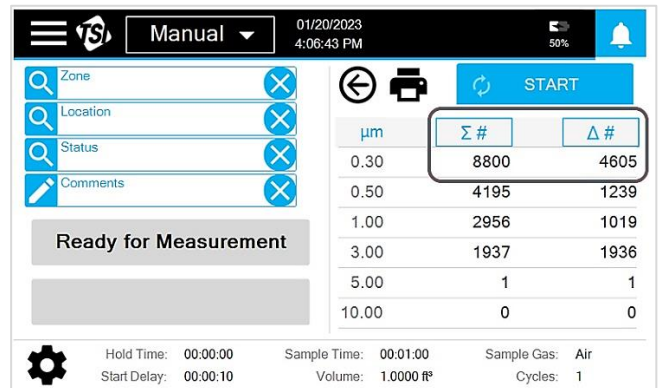 TSI
Manual
01/20/2023
4:06:43 PM
50%
Zone
Location
Status
Comments
Ready for Measurement
START
µm Σ # Δ #
0.30 8800 4605
0.50 4195 1239
1.00 2956 1019
3.00 1937 1936
5.00 1 1
10.00 0 0
Hold Time: 00:00:00 Sample Time: 00:01:00 Sample Gas: Air
Start Delay: 00:00:10 Volume: 1.0000 ft³ Cycles: 1